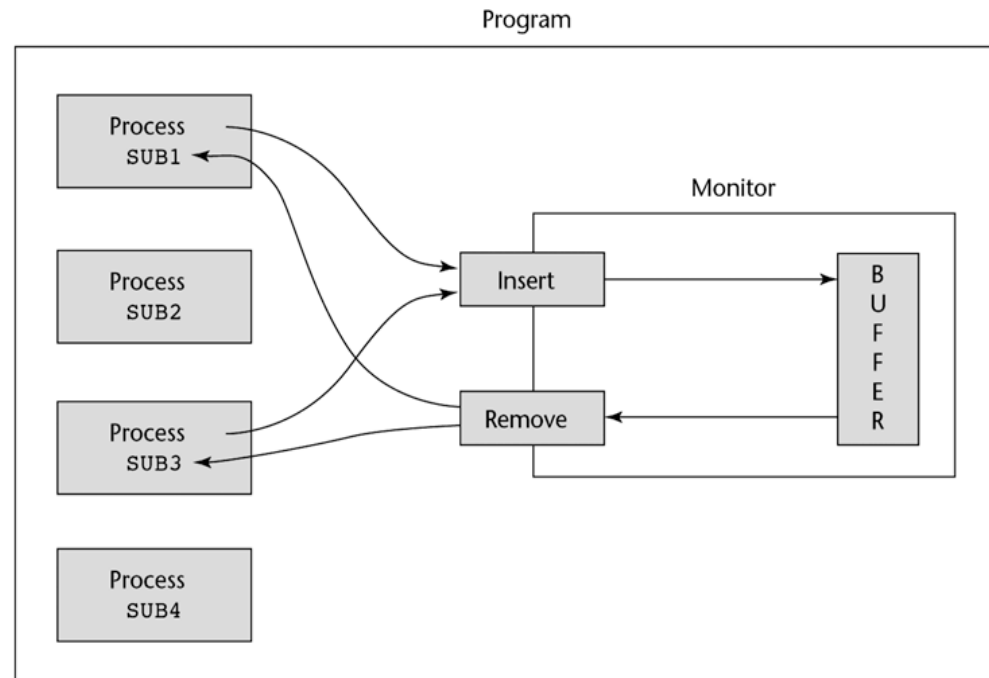 Program
Process
SUB1
Process
SUB2
Process
SUB3
Process
SUB4
Monitor
Insert
Remove
B
U
F
F
E
R